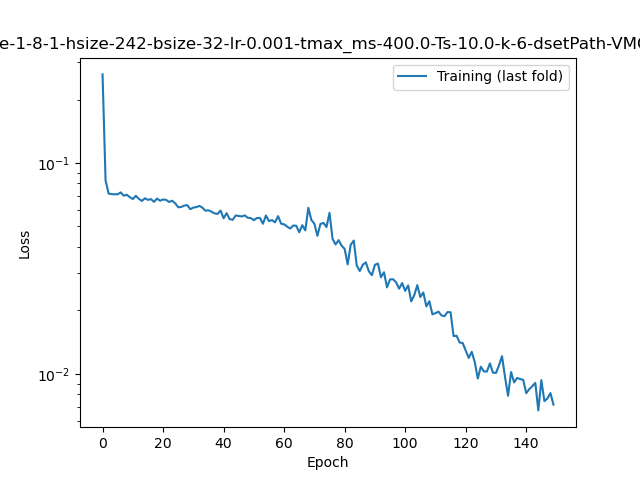 e-1-8-1-hsize-242-bsize-32-lr-0.001-tmax_ms-400.0-Ts-10.0-k-6-dsetPath-VM
Training (last fold)
10⁻¹
10⁻²
Loss
0 20 40 60 80 100 120 140
Epoch